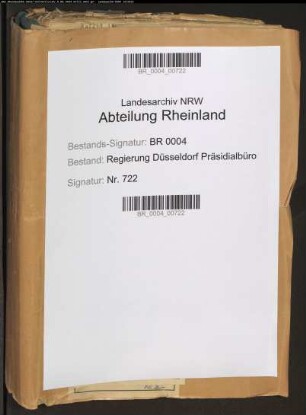 BR_0004_00722
Landesarchiv NRW
Abteilung Rheinland
Bestands-Signatur: BR 0004
Bestand: Regierung Düsseldorf Präsidialbüro
Signatur: Nr. 722
BR_0004_00722